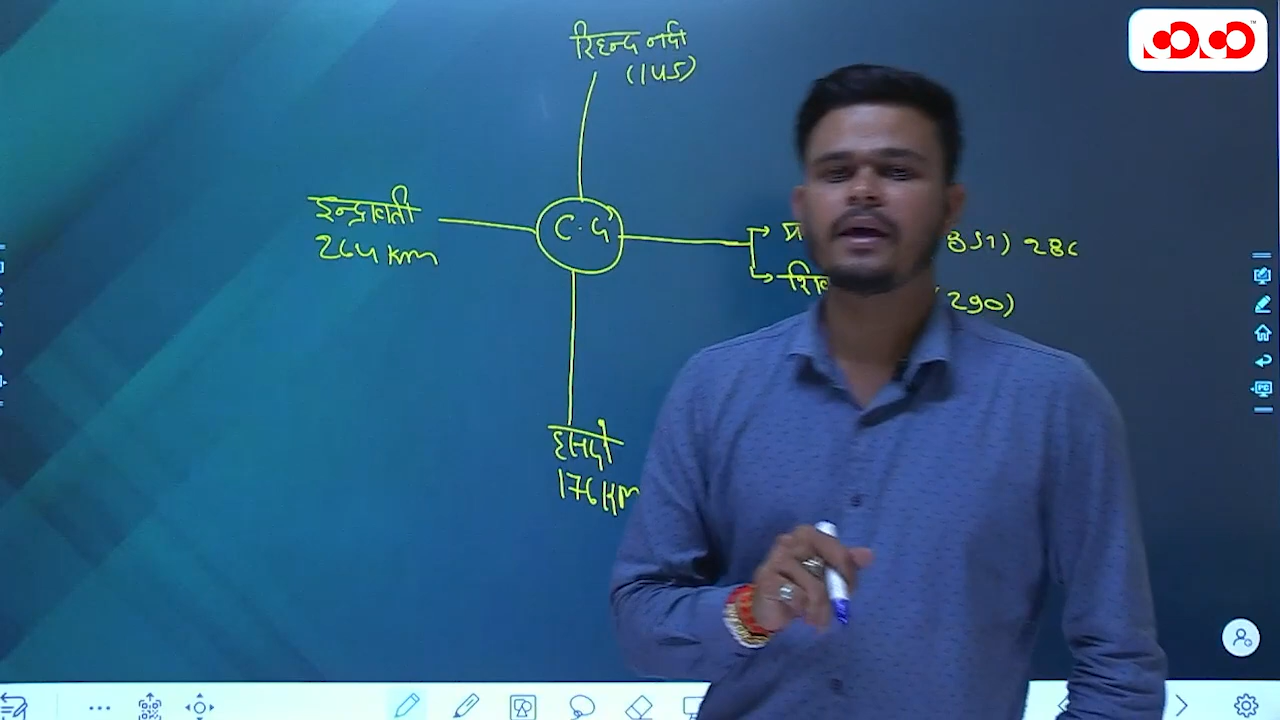 रिहन्द नदी
(145)
इन्द्रावती
264 km
C.G
(290)
हसदो
176 km